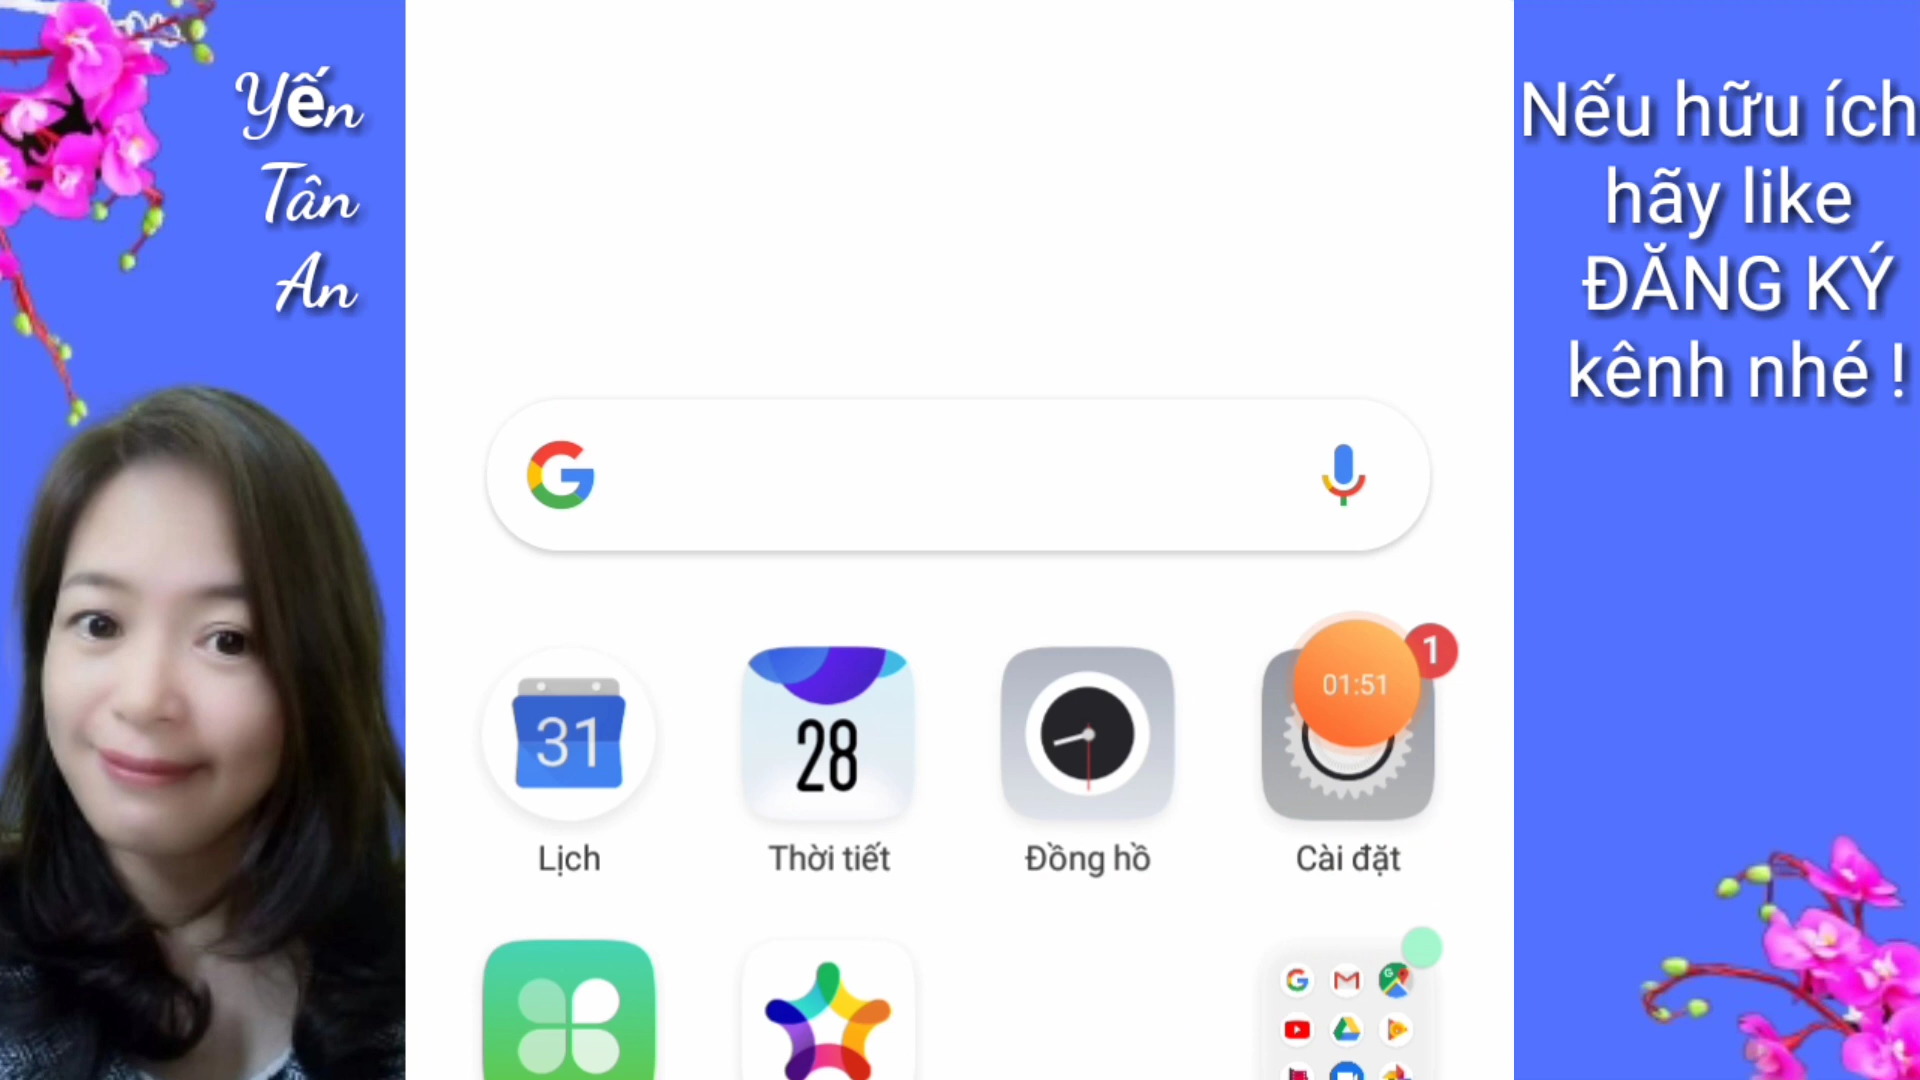 Yến
Tân
An
Nếu hữu ích
hãy like
ĐĂNG KÝ
kênh nhé !
31
28
01:51
1
Lịch
Thời tiết
Đồng hồ
Cài đặt